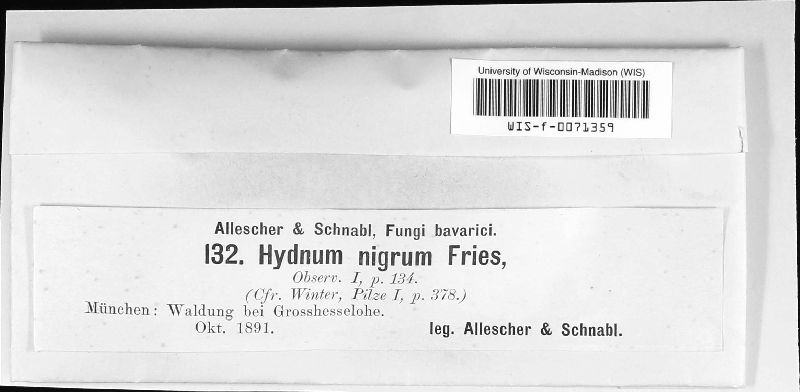 University of Wisconsin-Madison (WIS)
WIS-f-0071359
Allescher & Schnabl, Fungi bavarici.
132. Hydnum nigrum Fries,
Observ. I, p. 134.
(Cfr. Winter, Pilze I, p. 378.)
München: Waldung bei Grosshesselohe.
Okt. 1891.
leg. Allescher & Schnabl.